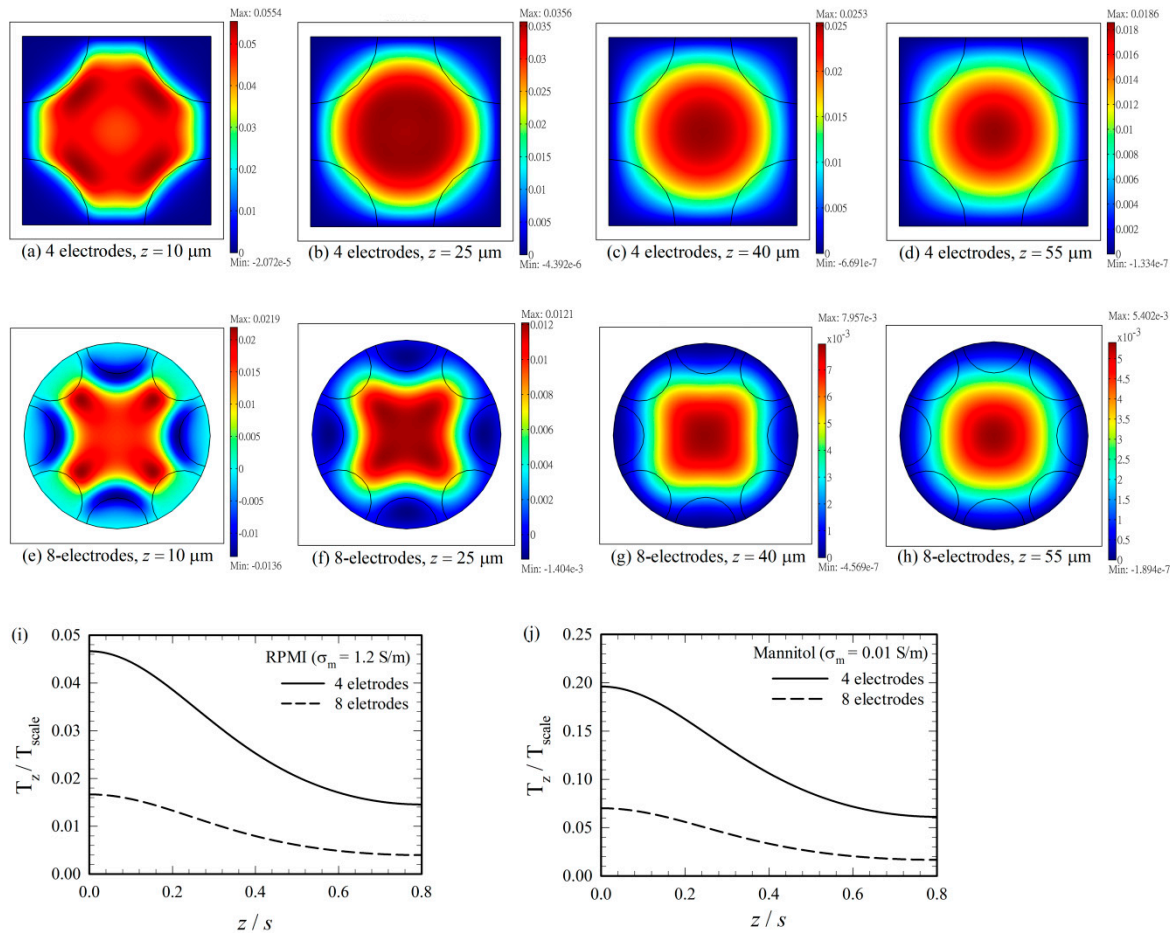 Max: 0.0554
0.05
0.045
0.04
0.035
0.03
0.025
0.02
0.015
0.01
0.005
0
Min: -2.072e-5
(a) 4 electrodes, z = 10 μm
Max: 0.0356
0.035
0.03
0.025
0.02
0.015
0.01
0.005
0
Min: -4.392e-6
(b) 4 electrodes, z = 25 μm
Max: 0.0253
0.025
0.02
0.015
0.01
0.005
0
Min: -6.691e-7
(c) 4 electrodes, z = 40 μm
Max: 0.0186
0.018
0.016
0.014
0.012
0.01
0.008
0.006
0.004
0.002
0
Min: -1.334e-7
(d) 4 electrodes, z = 55 μm
Max: 0.0219
0.02
0.015
0.01
0.005
0
-0.005
-0.01
Min: -0.0136
(e) 8-electrodes, z = 10 μm
Max: 0.0121
0.012
0.01
0.008
0.006
0.004
0.002
0
Min: -1.404e-3
(f) 8-electrodes, z = 25 μm
Max: 7.957e-3
×10⁻³
7
6
5
4
3
2
1
0
Min: -4.569e-7
(g) 8-electrodes, z = 40 μm
Max: 5.402e-3
×10⁻³
5
4.5
4
3.5
3
2.5
2
1.5
1
0.5
0
Min: -1.894e-7
(h) 8-electrodes, z = 55 μm
(i)
RPMI (σm = 1.2 S/m)
4 eletrodes
8 eletrodes
Tz / Tscale
0.05
0.04
0.03
0.02
0.01
0.00
0.0 0.2 0.4 0.6 0.8
z / s
(j)
Mannitol (σm = 0.01 S/m)
4 electrodes
8 electrodes
Tz / Tscale
0.25
0.20
0.15
0.10
0.05
0.00
0.0 0.2 0.4 0.6 0.8
z / s